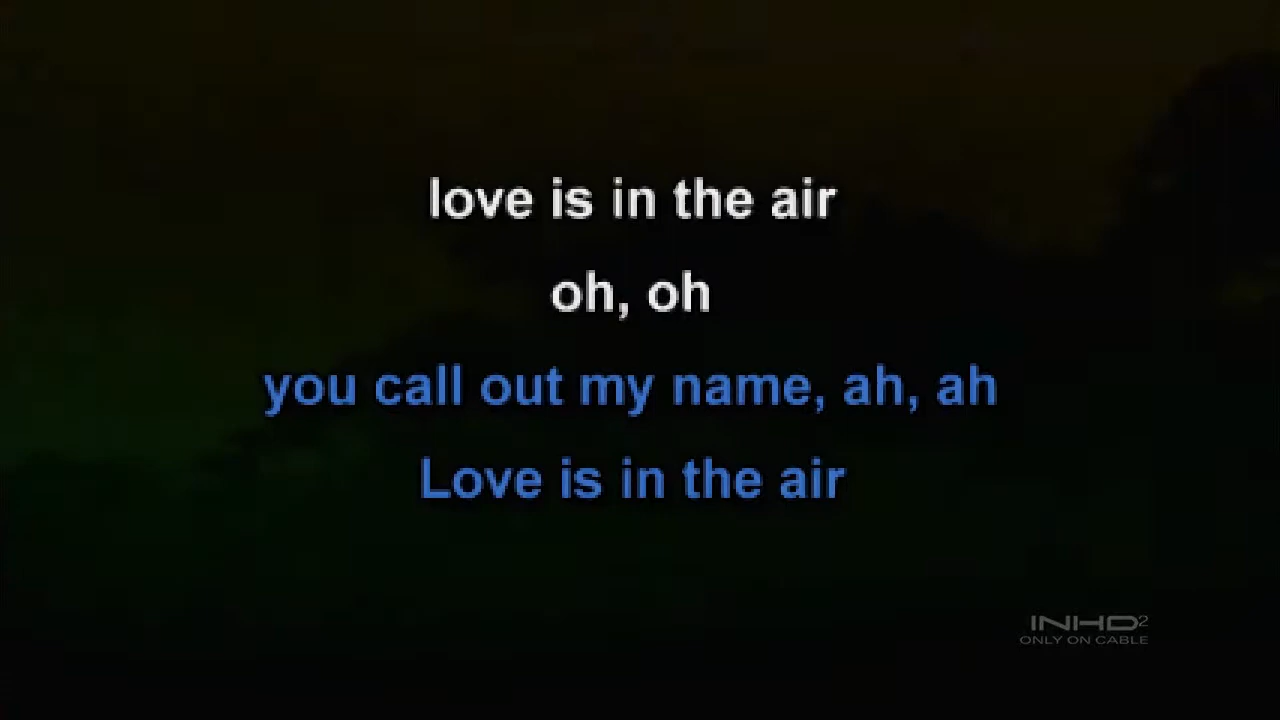 love is in the air
oh, oh
you call out my name, ah, ah
Love is in the air
INHD2
ONLY ON CABLE